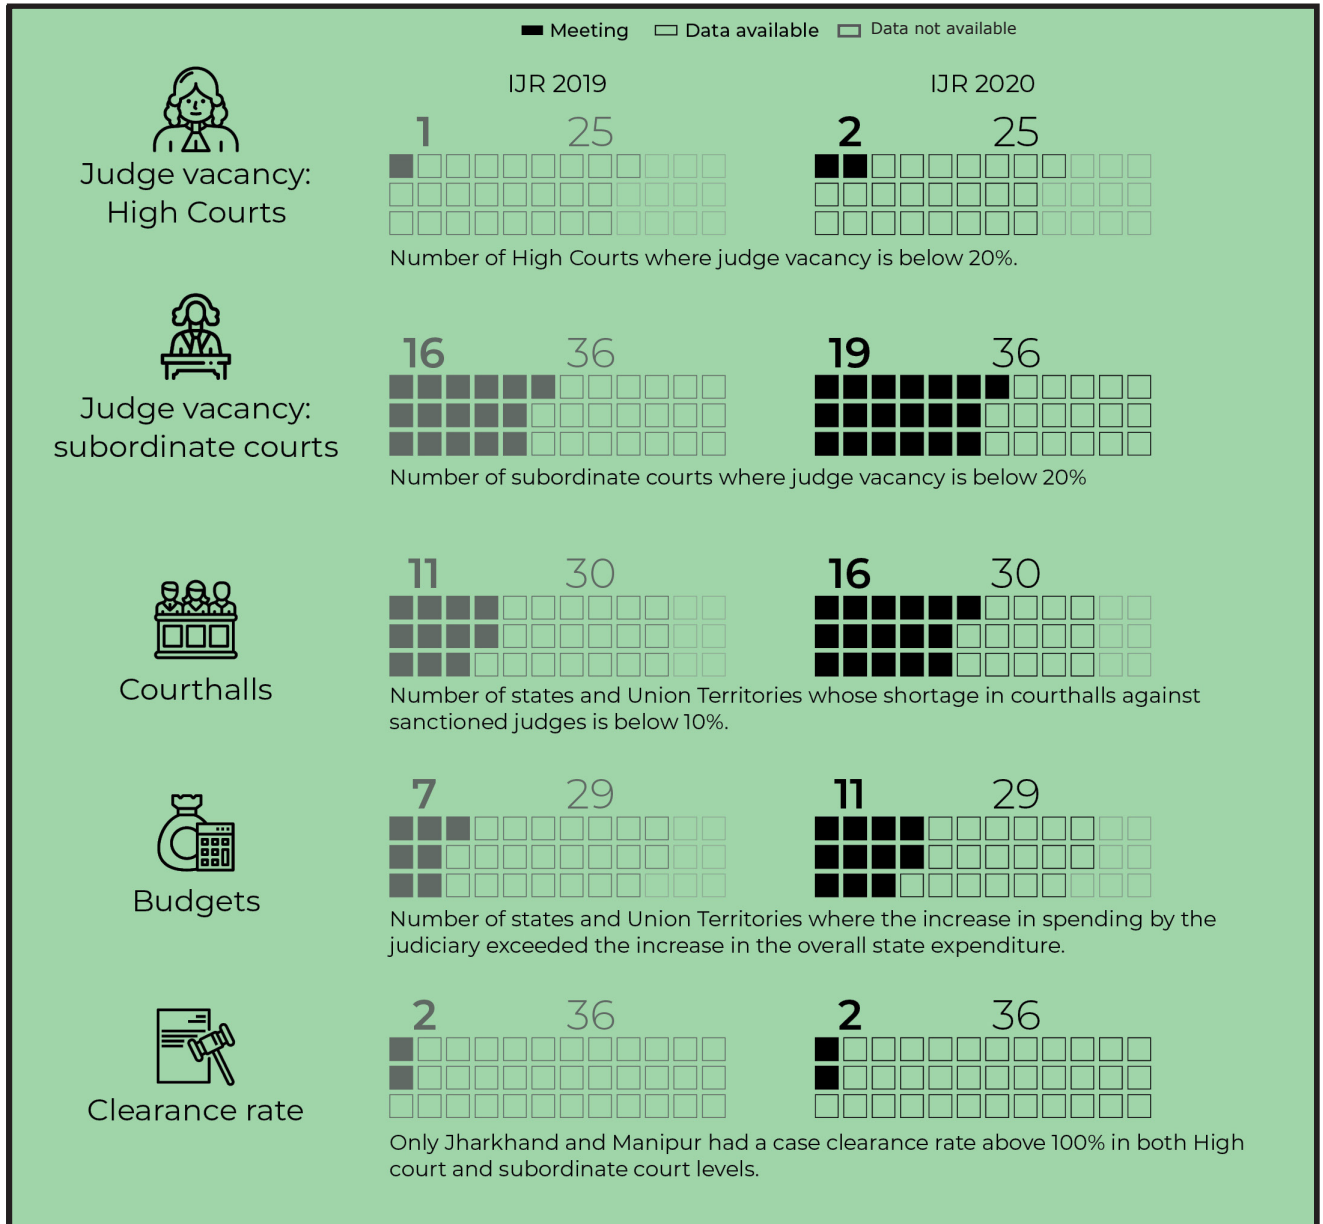 Meeting Data available Data not available
IJR 2019 IJR 2020
Judge vacancy:
High Courts
1 25 2 25
Number of High Courts where judge vacancy is below 20%.
Judge vacancy:
subordinate courts
16 36 19 36
Number of subordinate courts where judge vacancy is below 20%
Courthalls
11 30 16 30
Number of states and Union Territories whose shortage in courthalls against
sanctioned judges is below 10%.
Budgets
7 29 11 29
Number of states and Union Territories where the increase in spending by the
judiciary exceeded the increase in the overall state expenditure.
Clearance rate
2 36 2 36
Only Jharkhand and Manipur had a case clearance rate above 100% in both High
court and subordinate court levels.